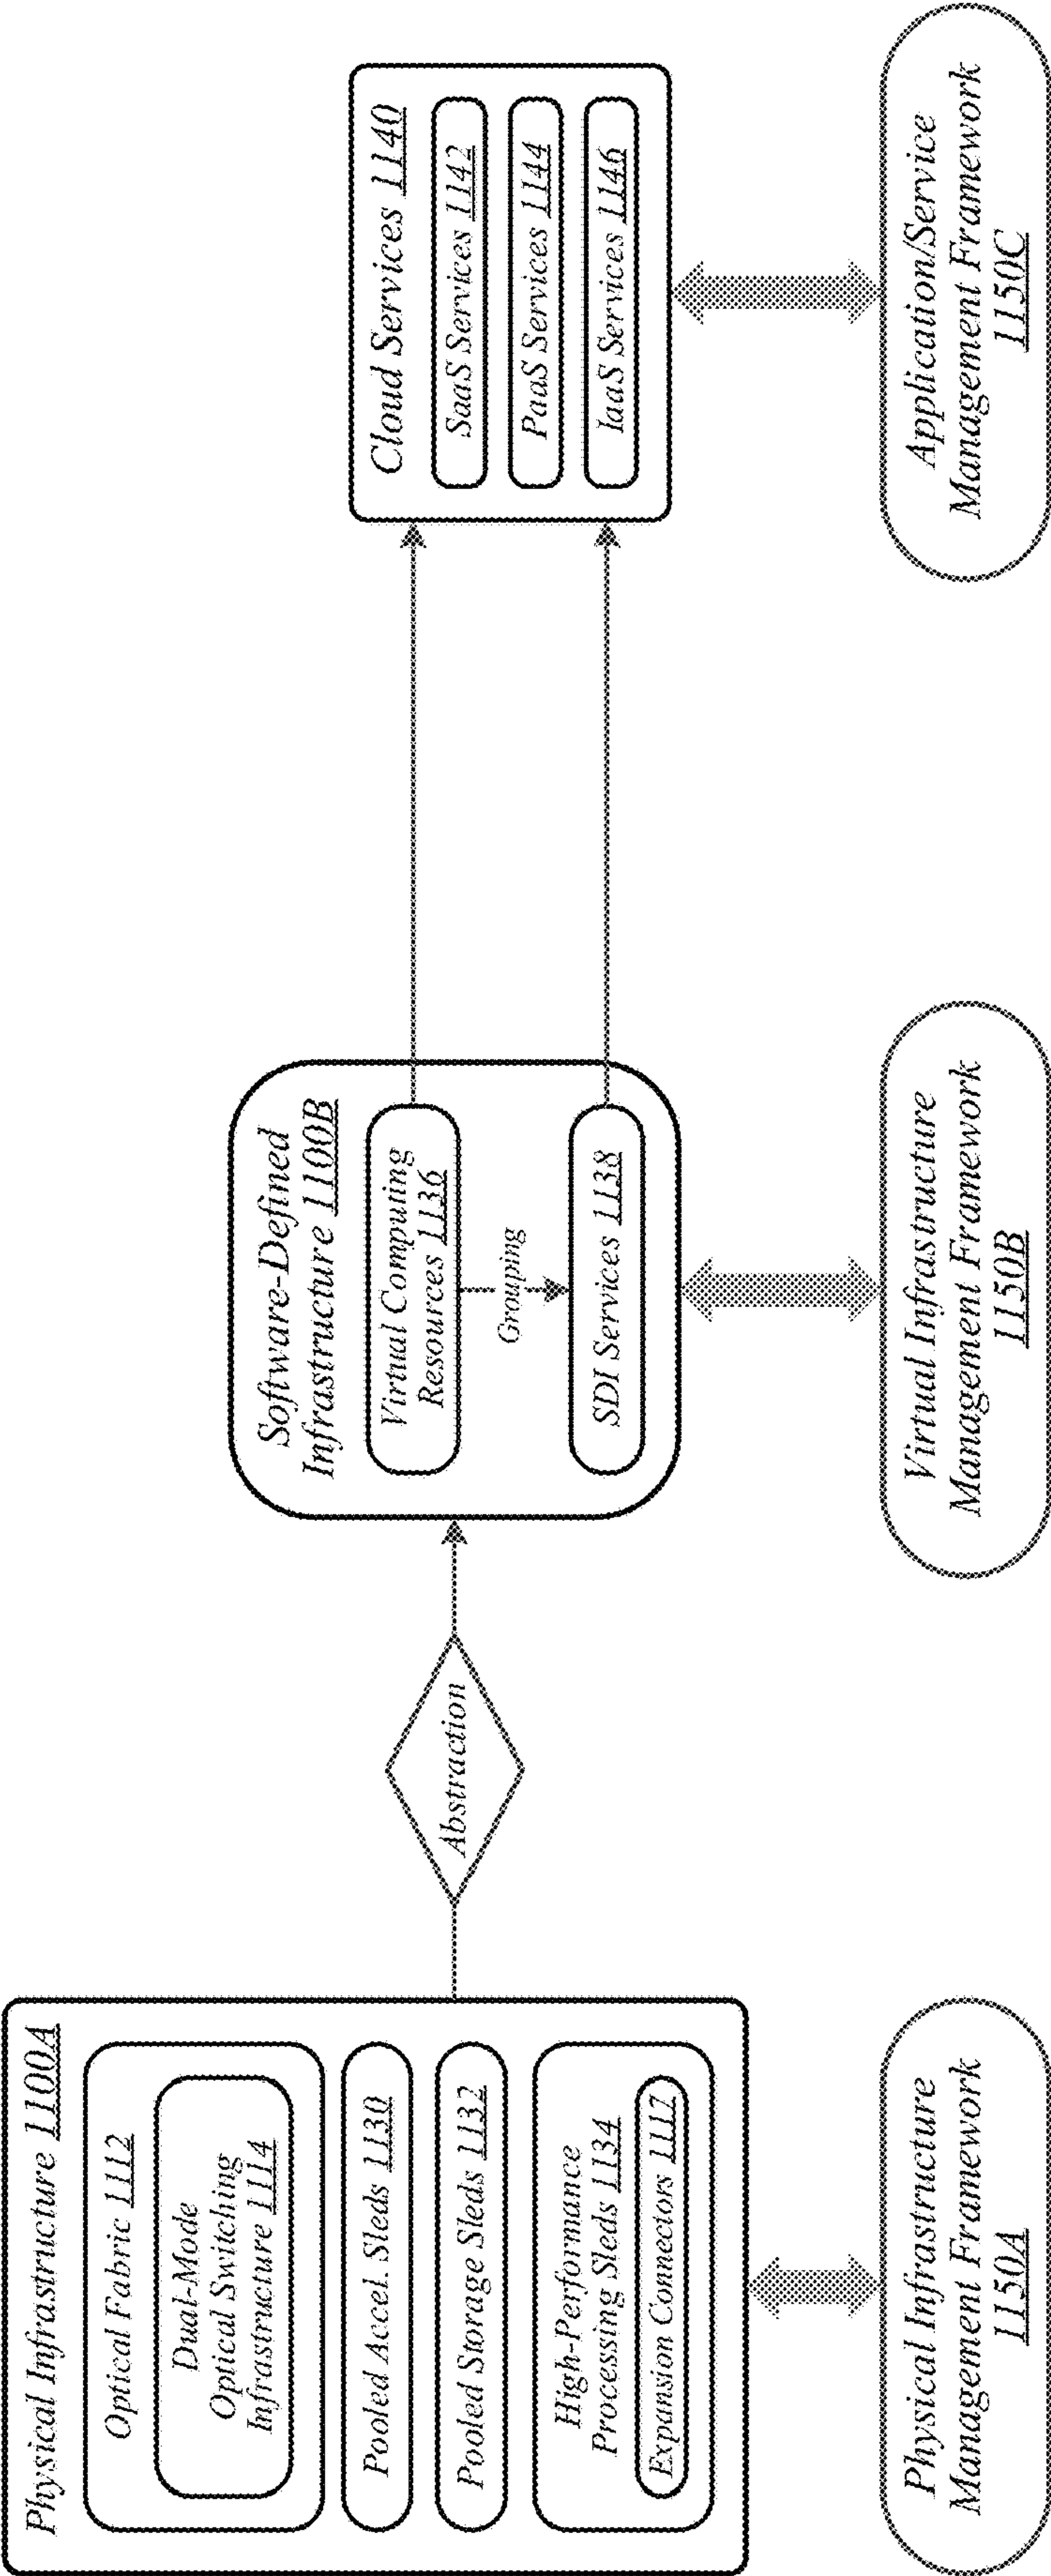 Physical Infrastructure 1100A
Optical Fabric 1112
Dual-Mode
Optical Switching
Infrastructure 1114
Pooled Accel. Sleds 1130
Pooled Storage Sleds 1132
High-Performance
Processing Sleds 1134
Expansion Connectors 1117
Physical Infrastructure
Management Framework
1150A
Abstraction
Software-Defined
Infrastructure 1100B
Virtual Computing
Resources 1136
Grouping
SDI Services 1138
Virtual Infrastructure
Management Framework
1150B
Cloud Services 1140
SaaS Services 1142
PaaS Services 1144
IaaS Services 1146
Application/Service
Management Framework
1150C